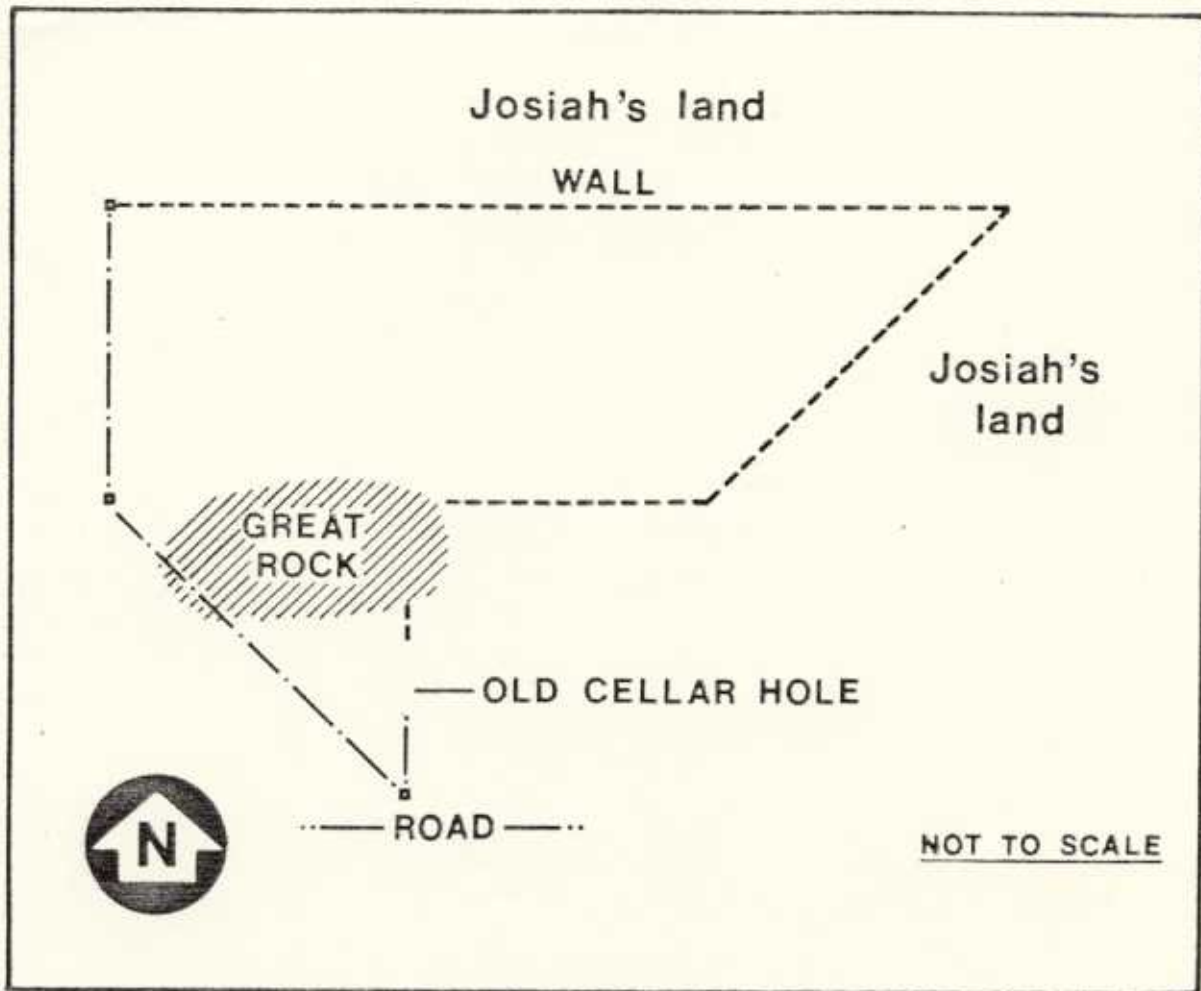 Josiah's land
WALL
Josiah's
land
GREAT
ROCK
OLD CELLAR HOLE
ROAD
N
NOT TO SCALE